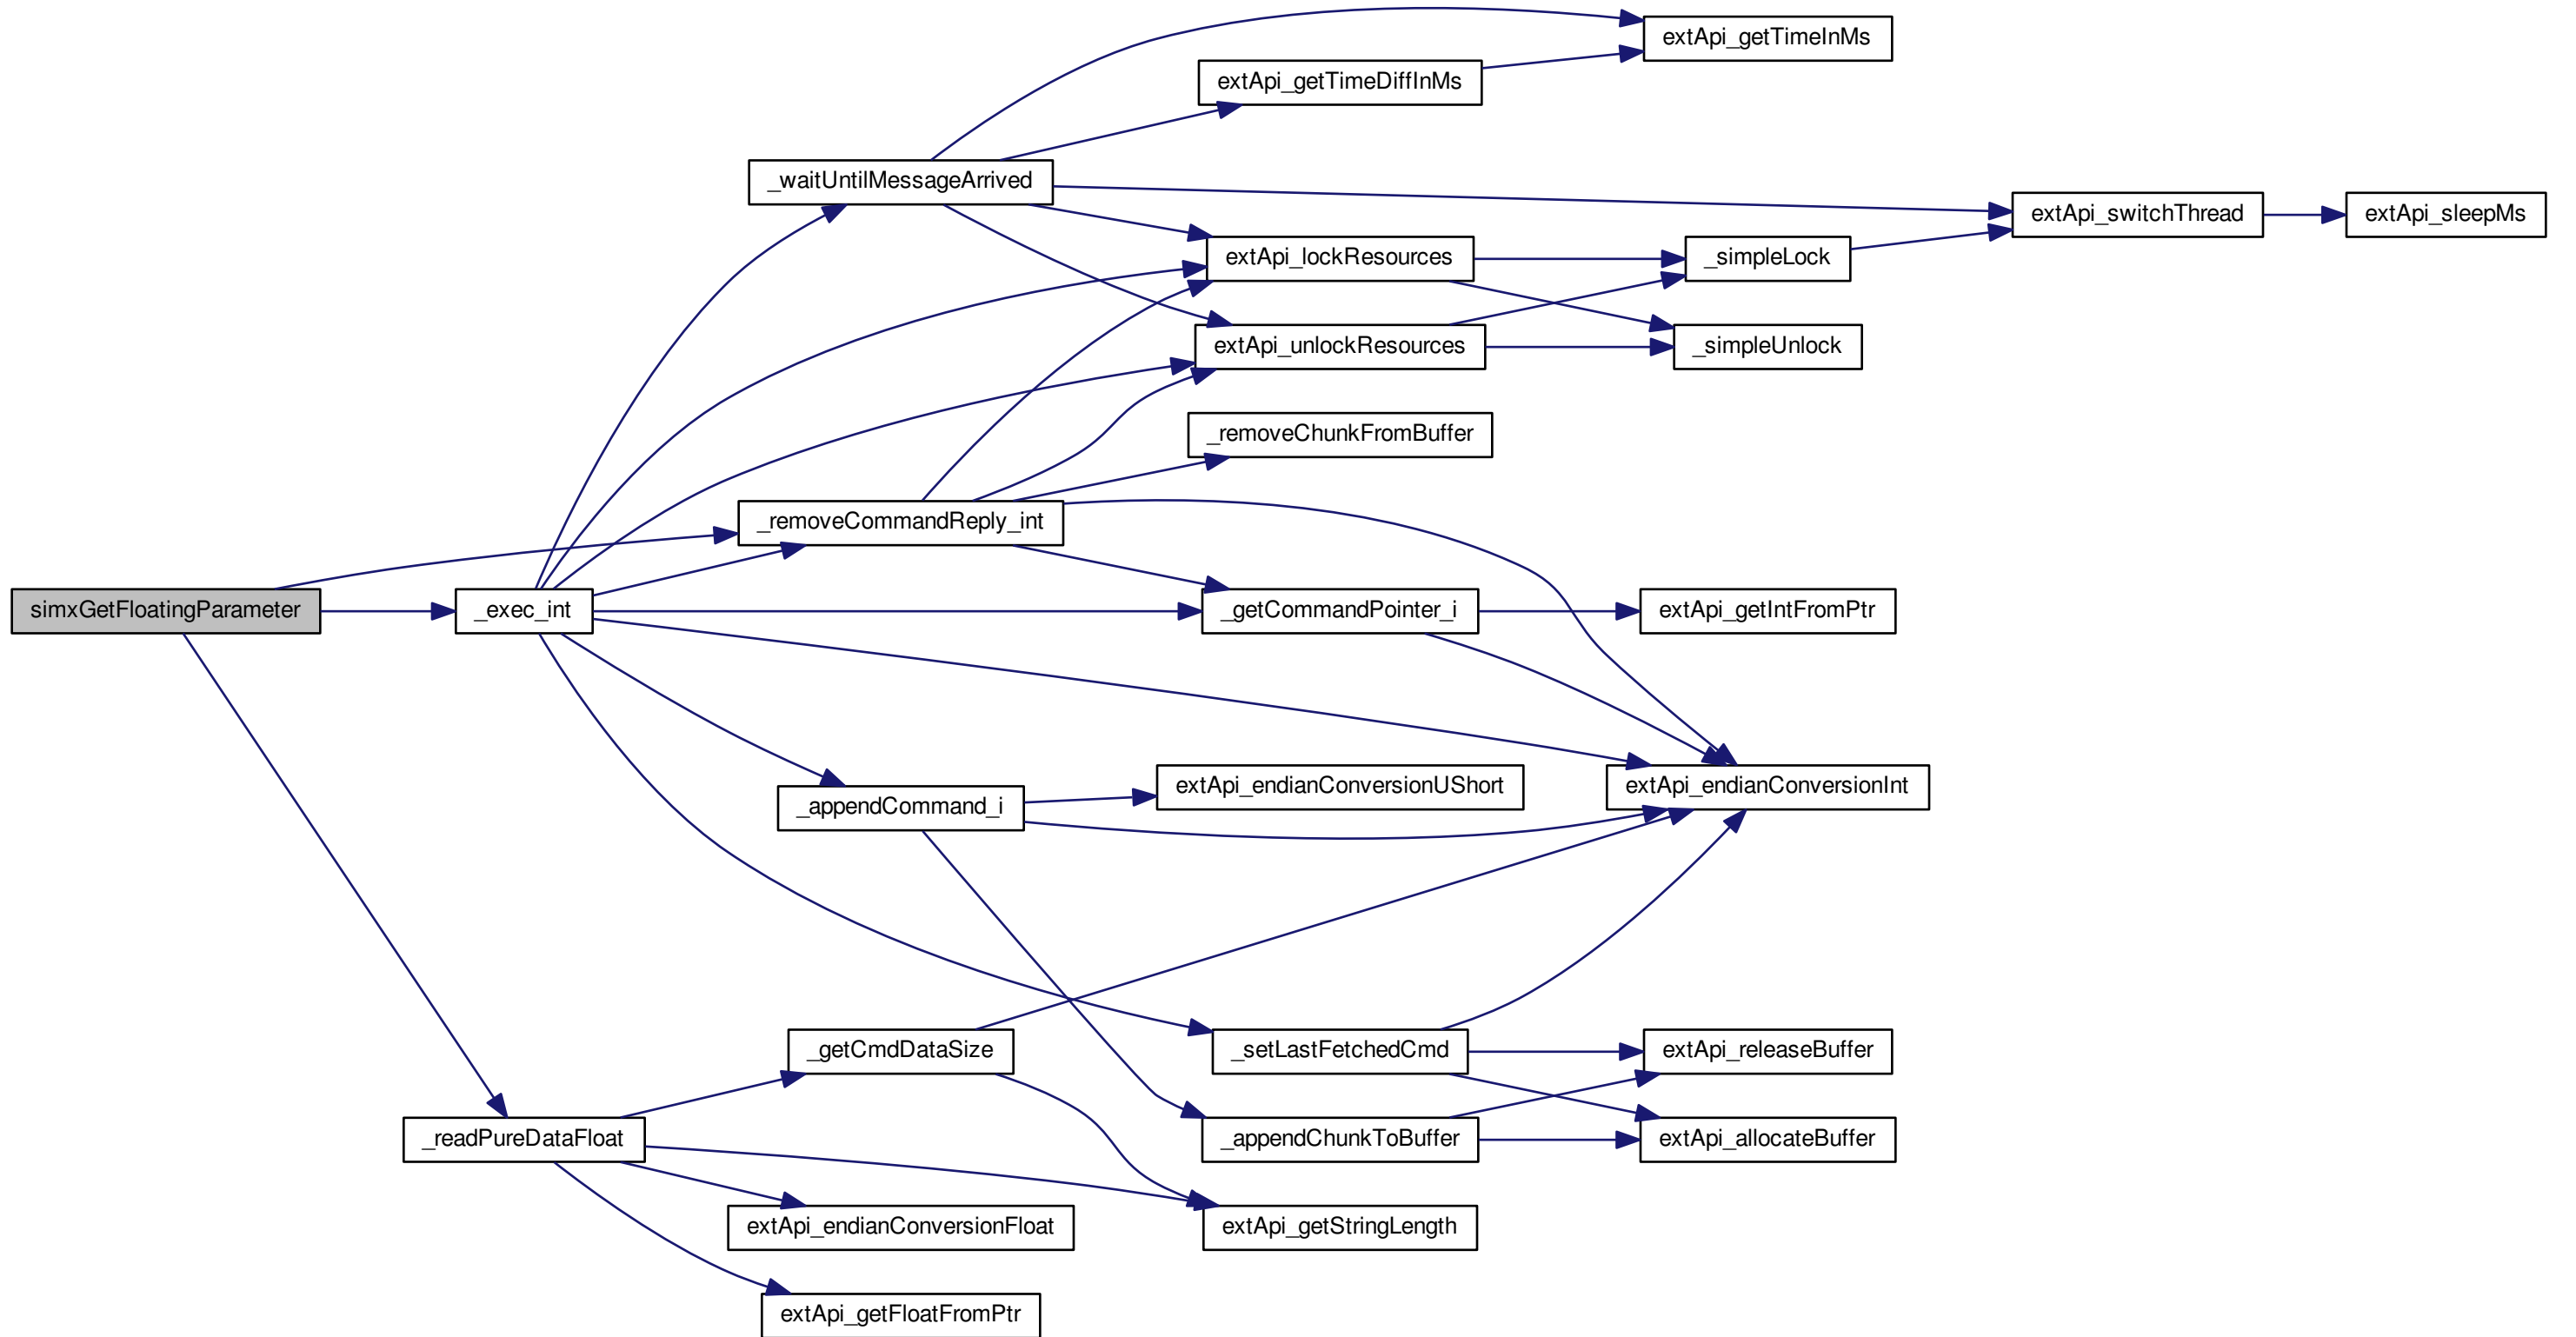 extApi_getTimeInMs
extApi_getTimeDiffInMs
_waitUntilMessageArrived
extApi_switchThread
extApi_sleepMs
extApi_lockResources
_simpleLock
extApi_unlockResources
_simpleUnlock
_removeChunkFromBuffer
_removeCommandReply_int
simxGetFloatingParameter
_exec_int
_getCommandPointer_i
extApi_getIntFromPtr
extApi_endianConversionUShort
extApi_endianConversionInt
_appendCommand_i
_getCmdDataSize
_setLastFetchedCmd
extApi_releaseBuffer
_readPureDataFloat
_appendChunkToBuffer
extApi_allocateBuffer
extApi_endianConversionFloat
extApi_getStringLength
extApi_getFloatFromPtr